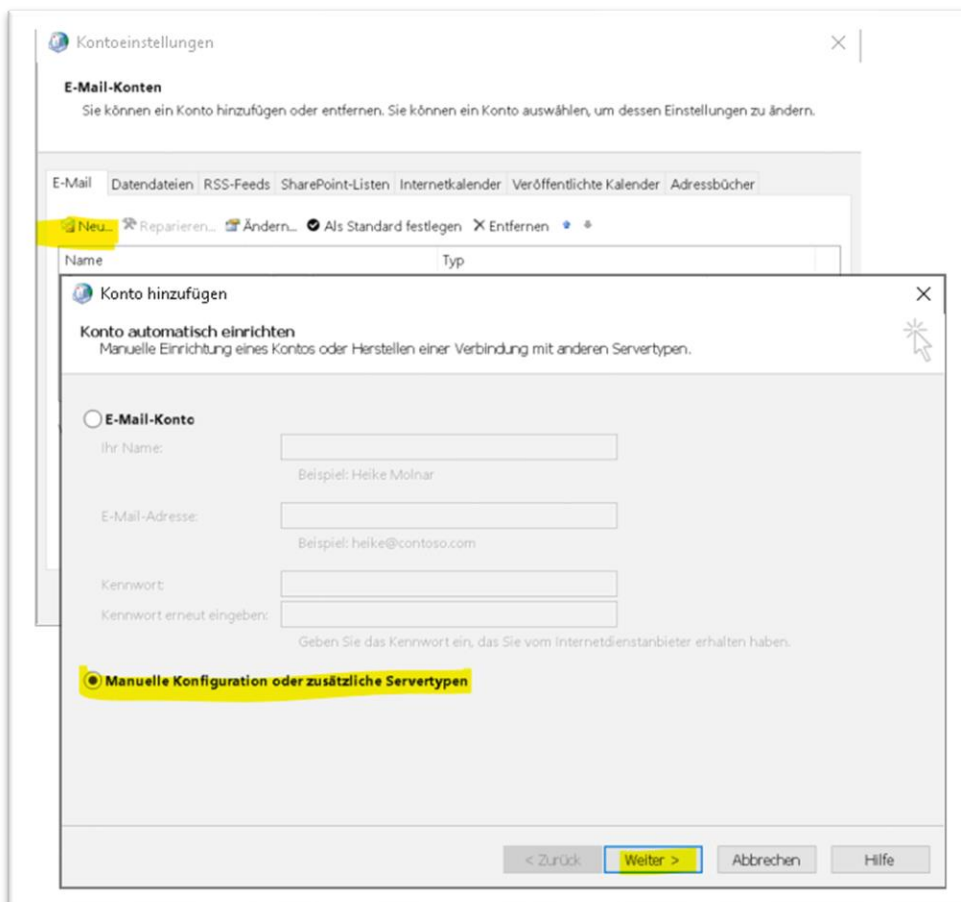 Kontoeinstellungen
E-Mail-Konten
Sie können ein Konto hinzufügen oder entfernen. Sie können ein Konto auswählen, um dessen Einstellungen zu ändern.
E-Mail Datendateien RSS-Feeds SharePoint-Listen Internetkalender Veröffentlichte Kalender Adressbücher
Neu... Reparieren... Ändern... Als Standard festlegen Entfernen
Name Typ
Konto hinzufügen
Konto automatisch einrichten
Manuelle Einrichtung eines Kontos oder Herstellen einer Verbindung mit anderen Servertypen.
E-Mail-Konto
Ihr Name:
Beispiel: Heike Molnar
E-Mail-Adresse:
Beispiel: heike@contoso.com
Kennwort:
Kennwort erneut eingeben:
Geben Sie das Kennwort ein, das Sie vom Internetdienstanbieter erhalten haben.
Manuelle Konfiguration oder zusätzliche Servertypen
< Zurück Weiter > Abbrechen Hilfe